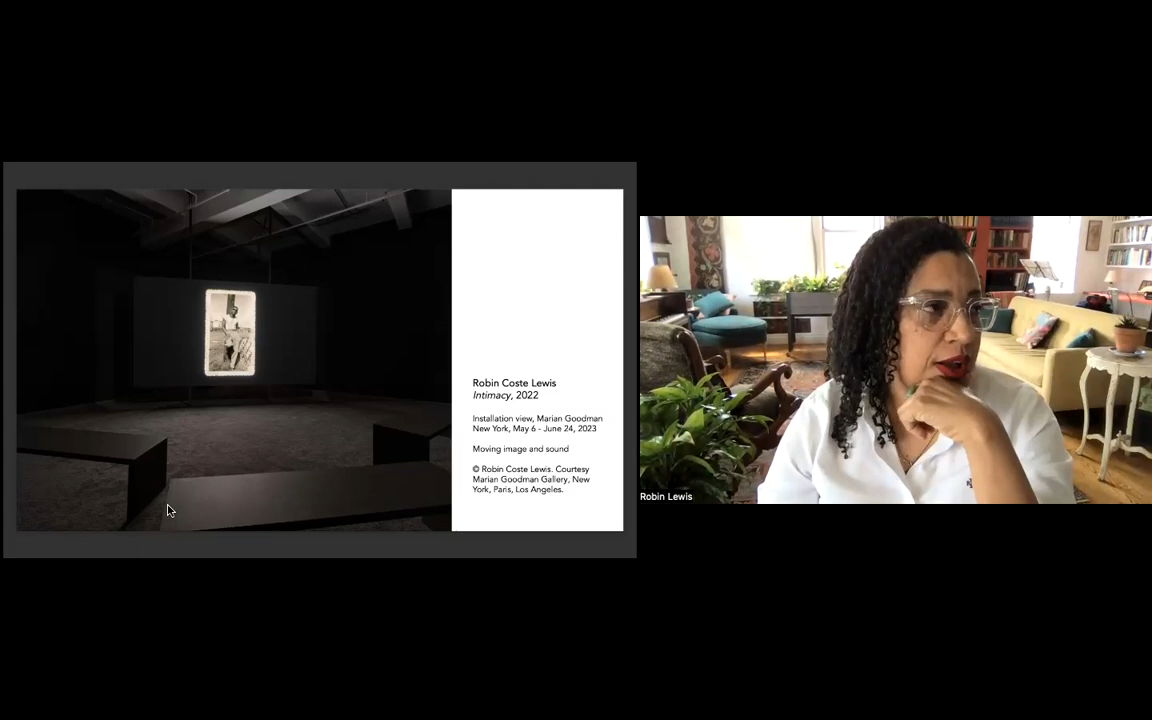 Robin Coste Lewis
Intimacy, 2022
Installation view, Marian Goodman
New York, May 6 - June 24, 2023
Moving image and sound
© Robin Coste Lewis. Courtesy
Marian Goodman Gallery, New
York, Paris, Los Angeles.
Robin Lewis